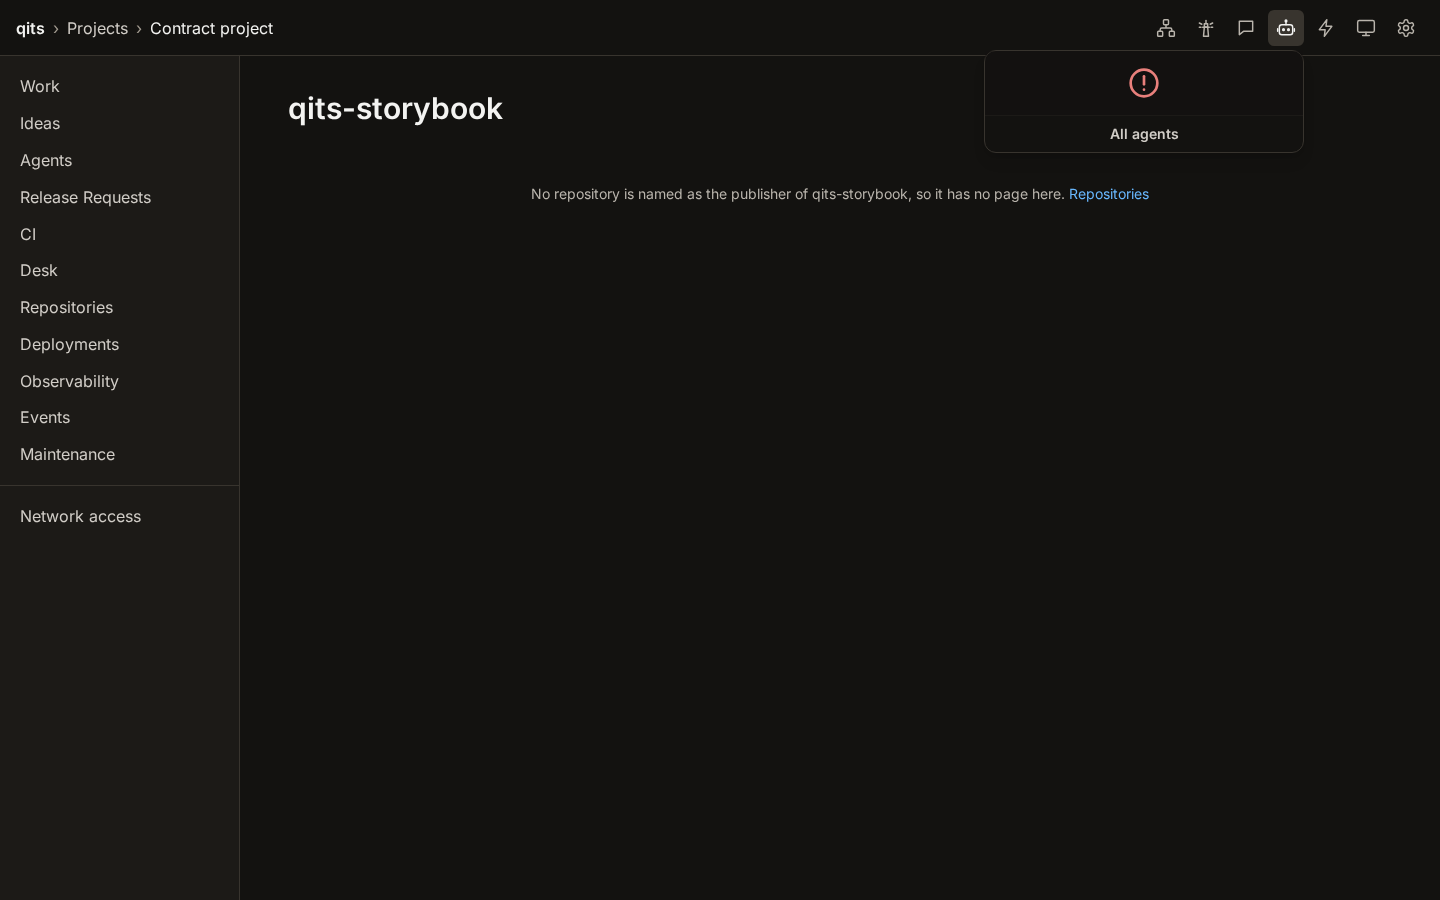 qits › Projects › Contract project
All agents
Work
Ideas
Agents
Release Requests
CI
Desk
Repositories
Deployments
Observability
Events
Maintenance
Network access
qits-storybook
No repository is named as the publisher of qits-storybook, so it has no page here. Repositories